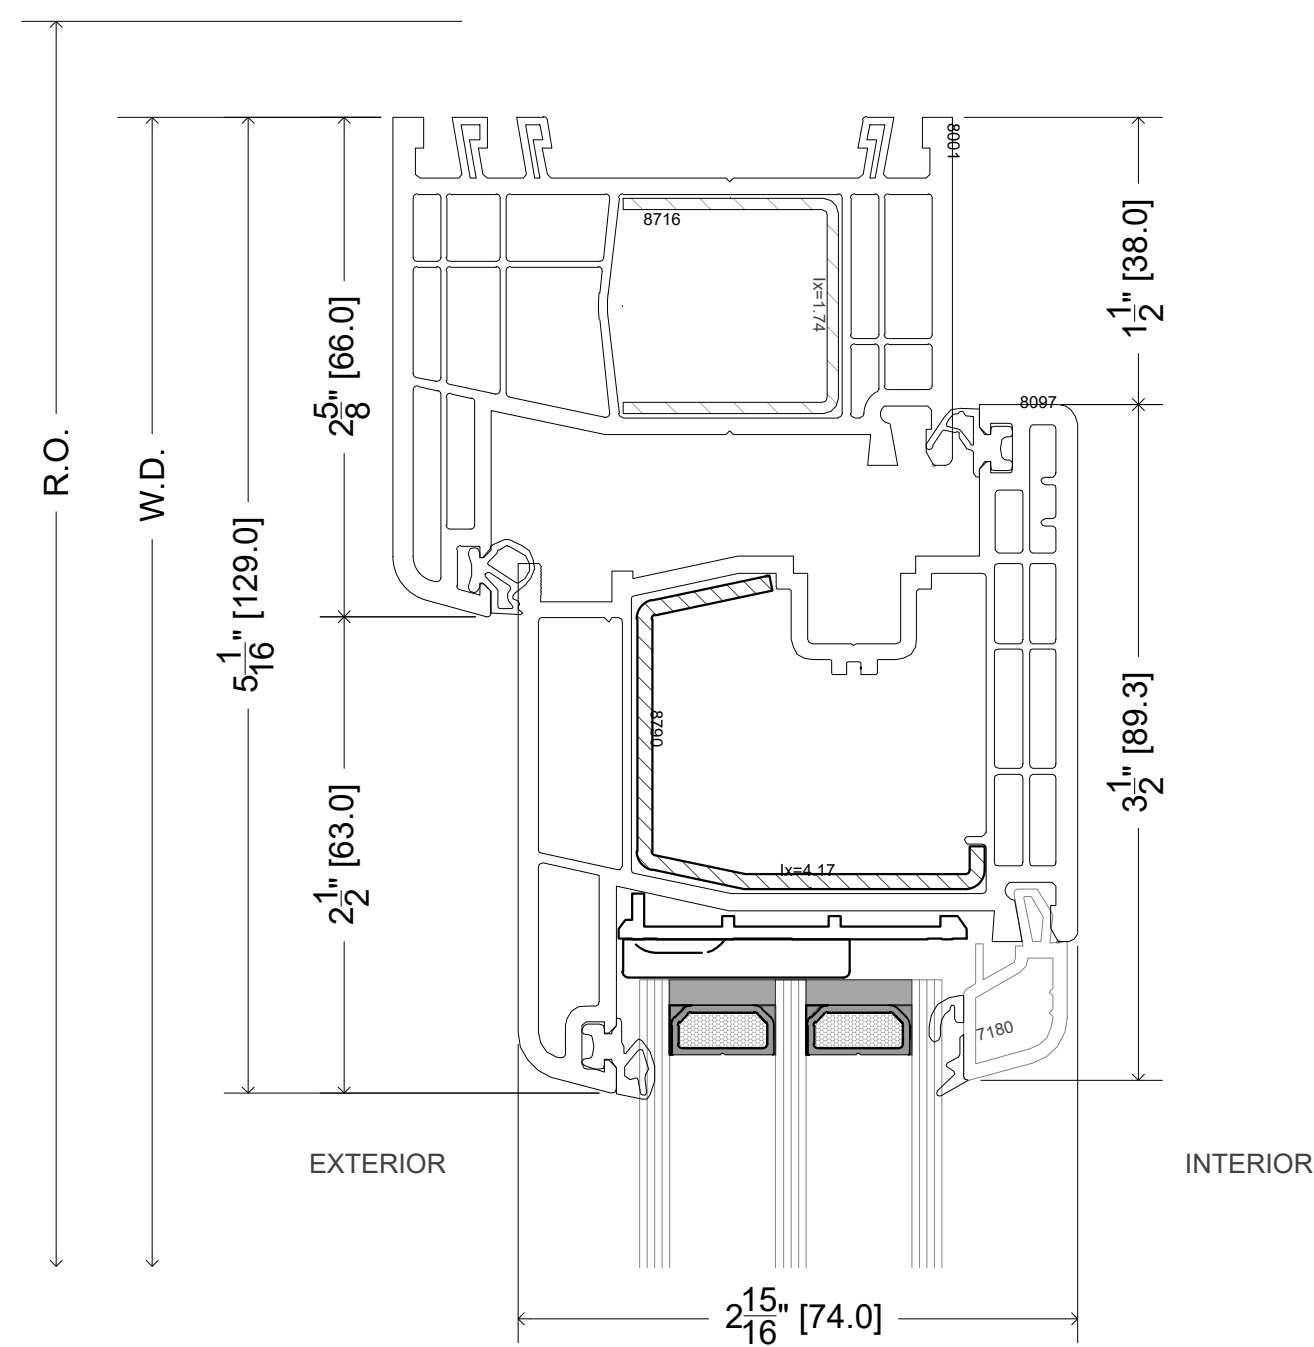 8001
8716
Ix=1.74
1 1/2" [38.0]
2 5/8" [66.0]
8097
R.O.
W.D.
5 1/16" [129.0]
8790
3 1/2" [89.3]
2 1/2" [63.0]
Ix=4.17
7180
EXTERIOR
INTERIOR
2 15/16" [74.0]